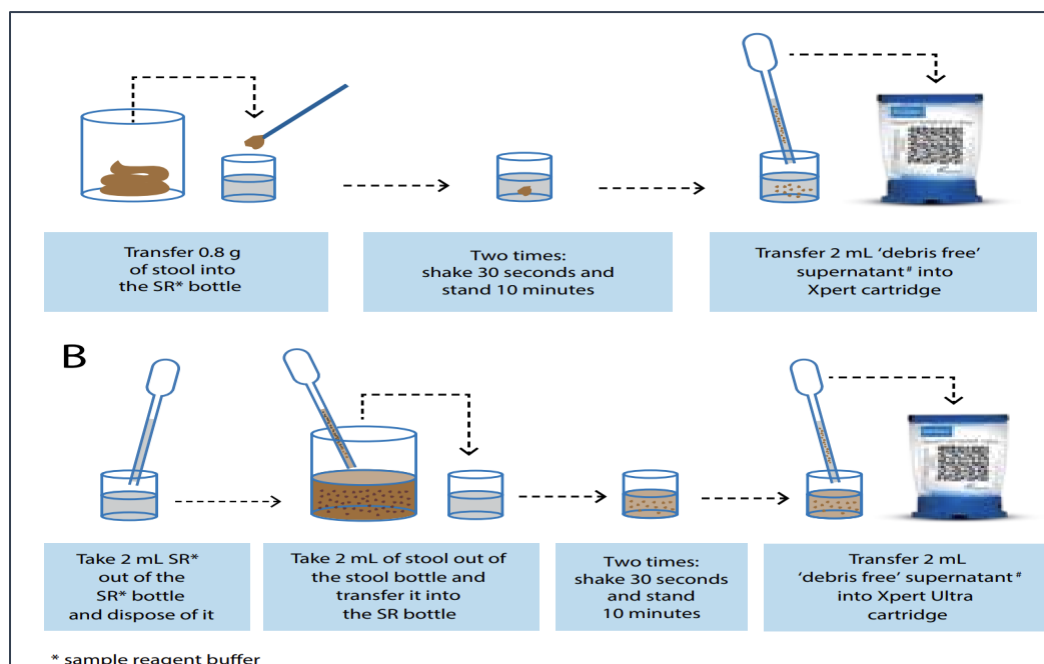 Transfer 0.8 g
of stool into
the SR* bottle
Two times:
shake 30 seconds and
stand 10 minutes
Transfer 2 mL ‘debris free’
supernatant# into
Xpert cartridge
B
Take 2 mL SR*
out of the
SR* bottle
and dispose of it
Take 2 mL of stool out of
the stool bottle and
transfer it into
the SR bottle
Two times:
shake 30 seconds
and stand
10 minutes
Transfer 2 mL
‘debris free’ supernatant#
into Xpert Ultra
cartridge
* sample reagent buffer